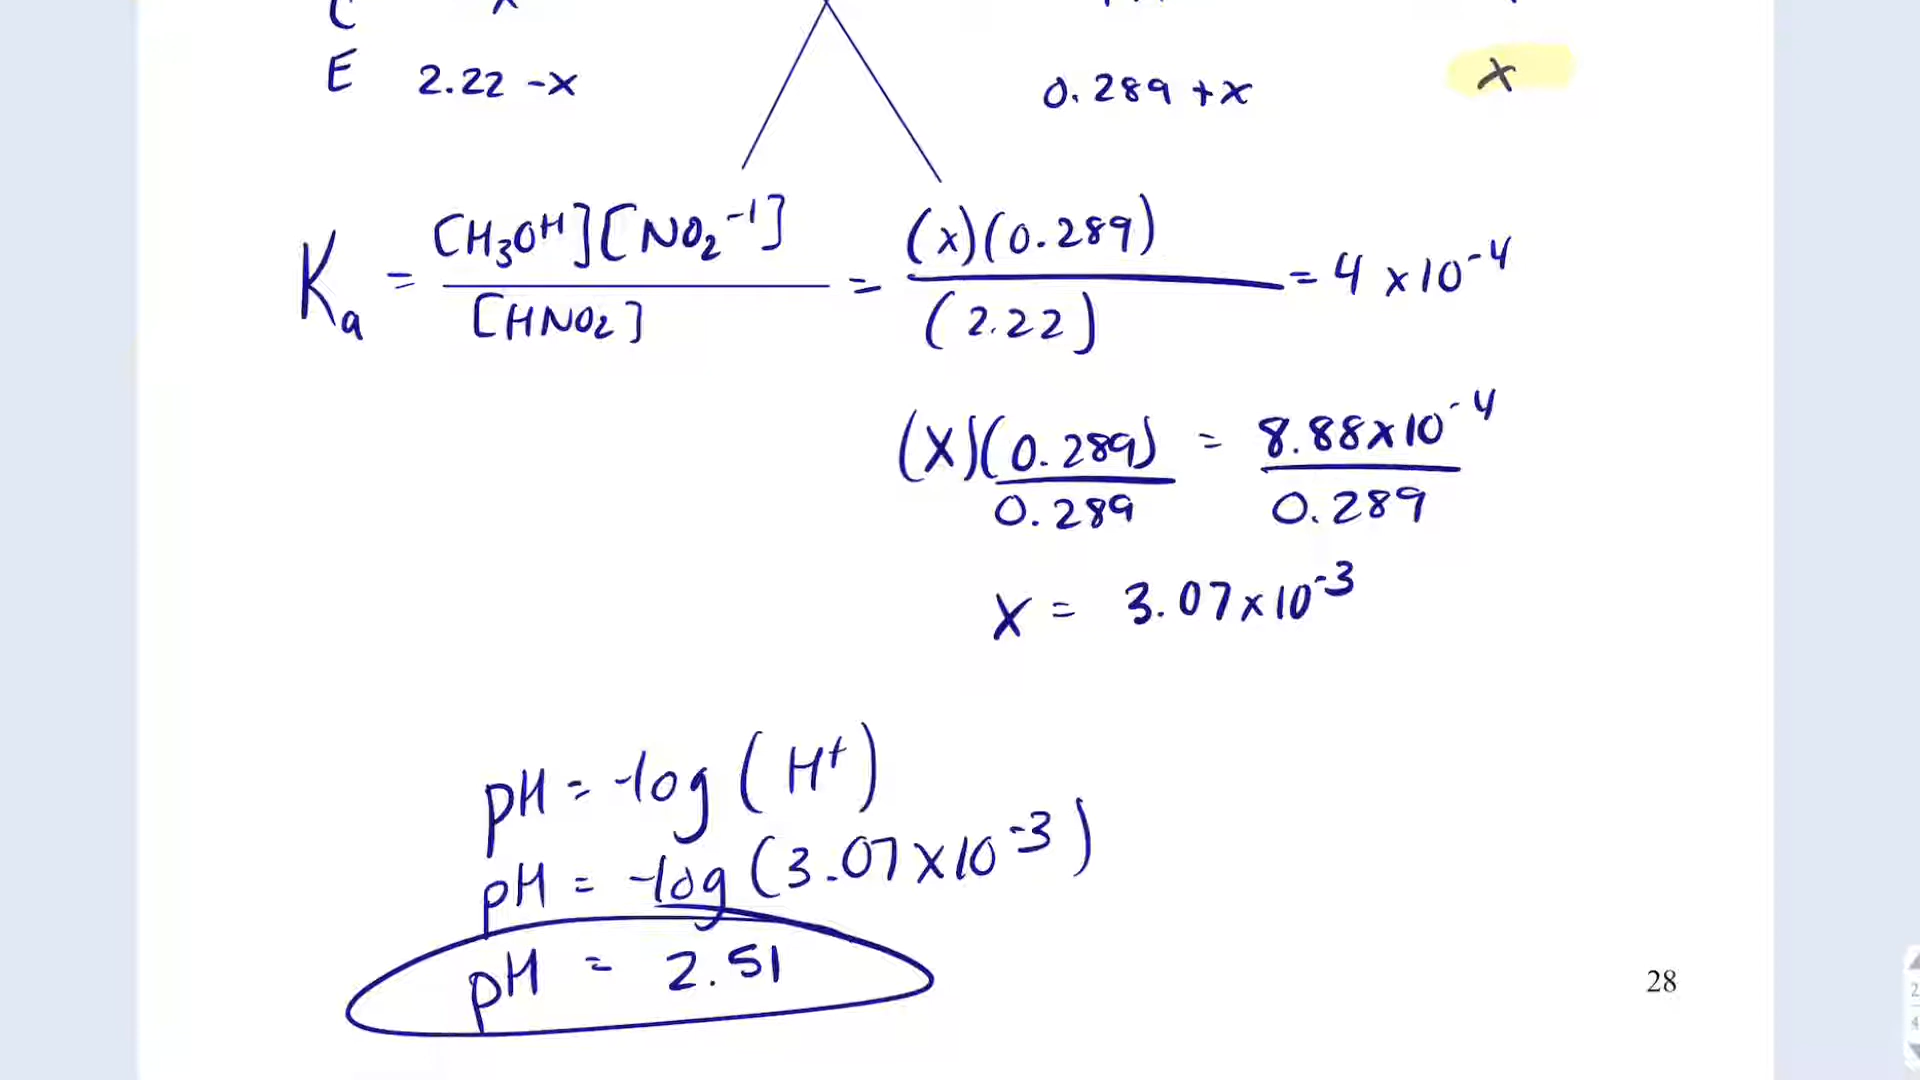 E 2.22 -x 0.289 +x x
Ka = [CH3OH][NO2⁻¹] / [HNO2] = (x)(0.289) / (2.22) = 4 x10⁻⁴
(x)(0.289) / 0.289 = 8.88x10⁻⁴ / 0.289
x = 3.07x10⁻³
pH = -log (H⁺)
pH = -log (3.07x10⁻³)
pH = 2.51
28